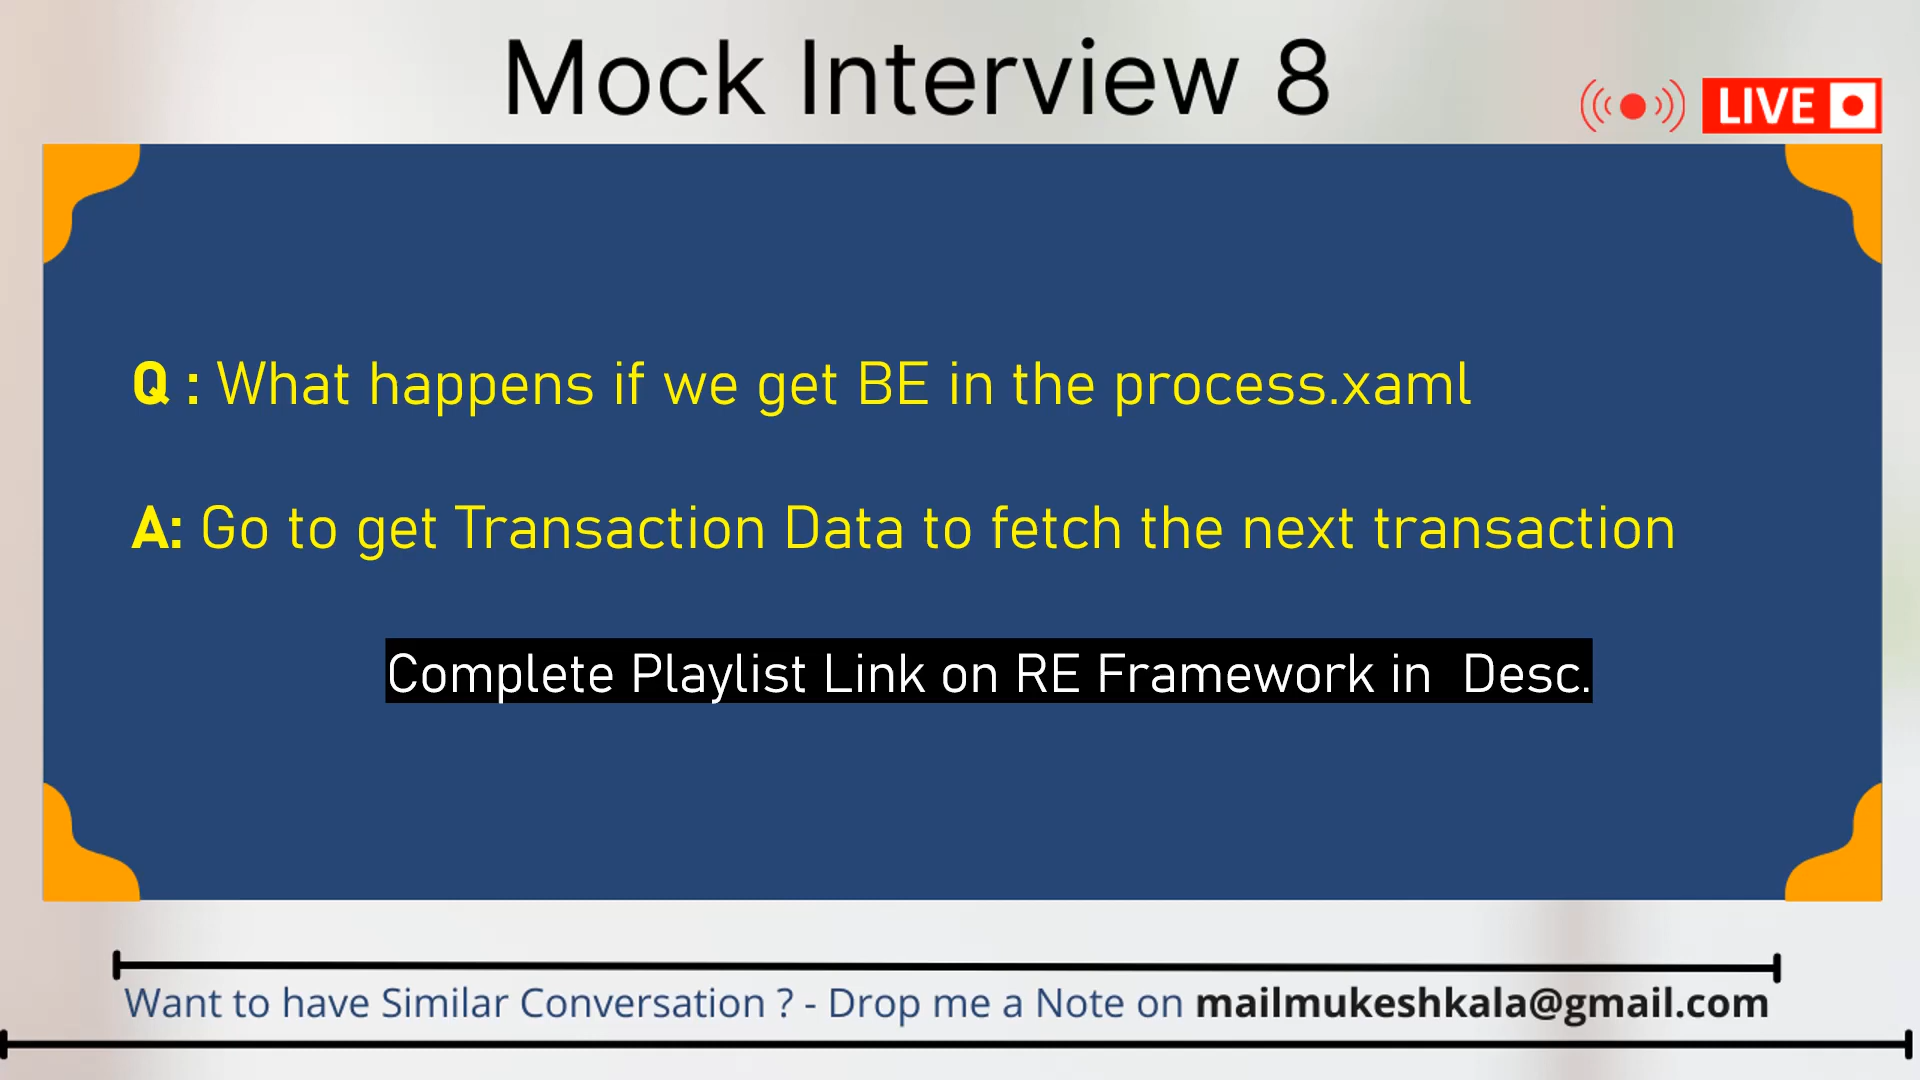 Mock Interview 8
LIVE
Q : What happens if we get BE in the process.xaml
A: Go to get Transaction Data to fetch the next transaction
Complete Playlist Link on RE Framework in  Desc.
Want to have Similar Conversation ? - Drop me a Note on mailmukeshkala@gmail.com